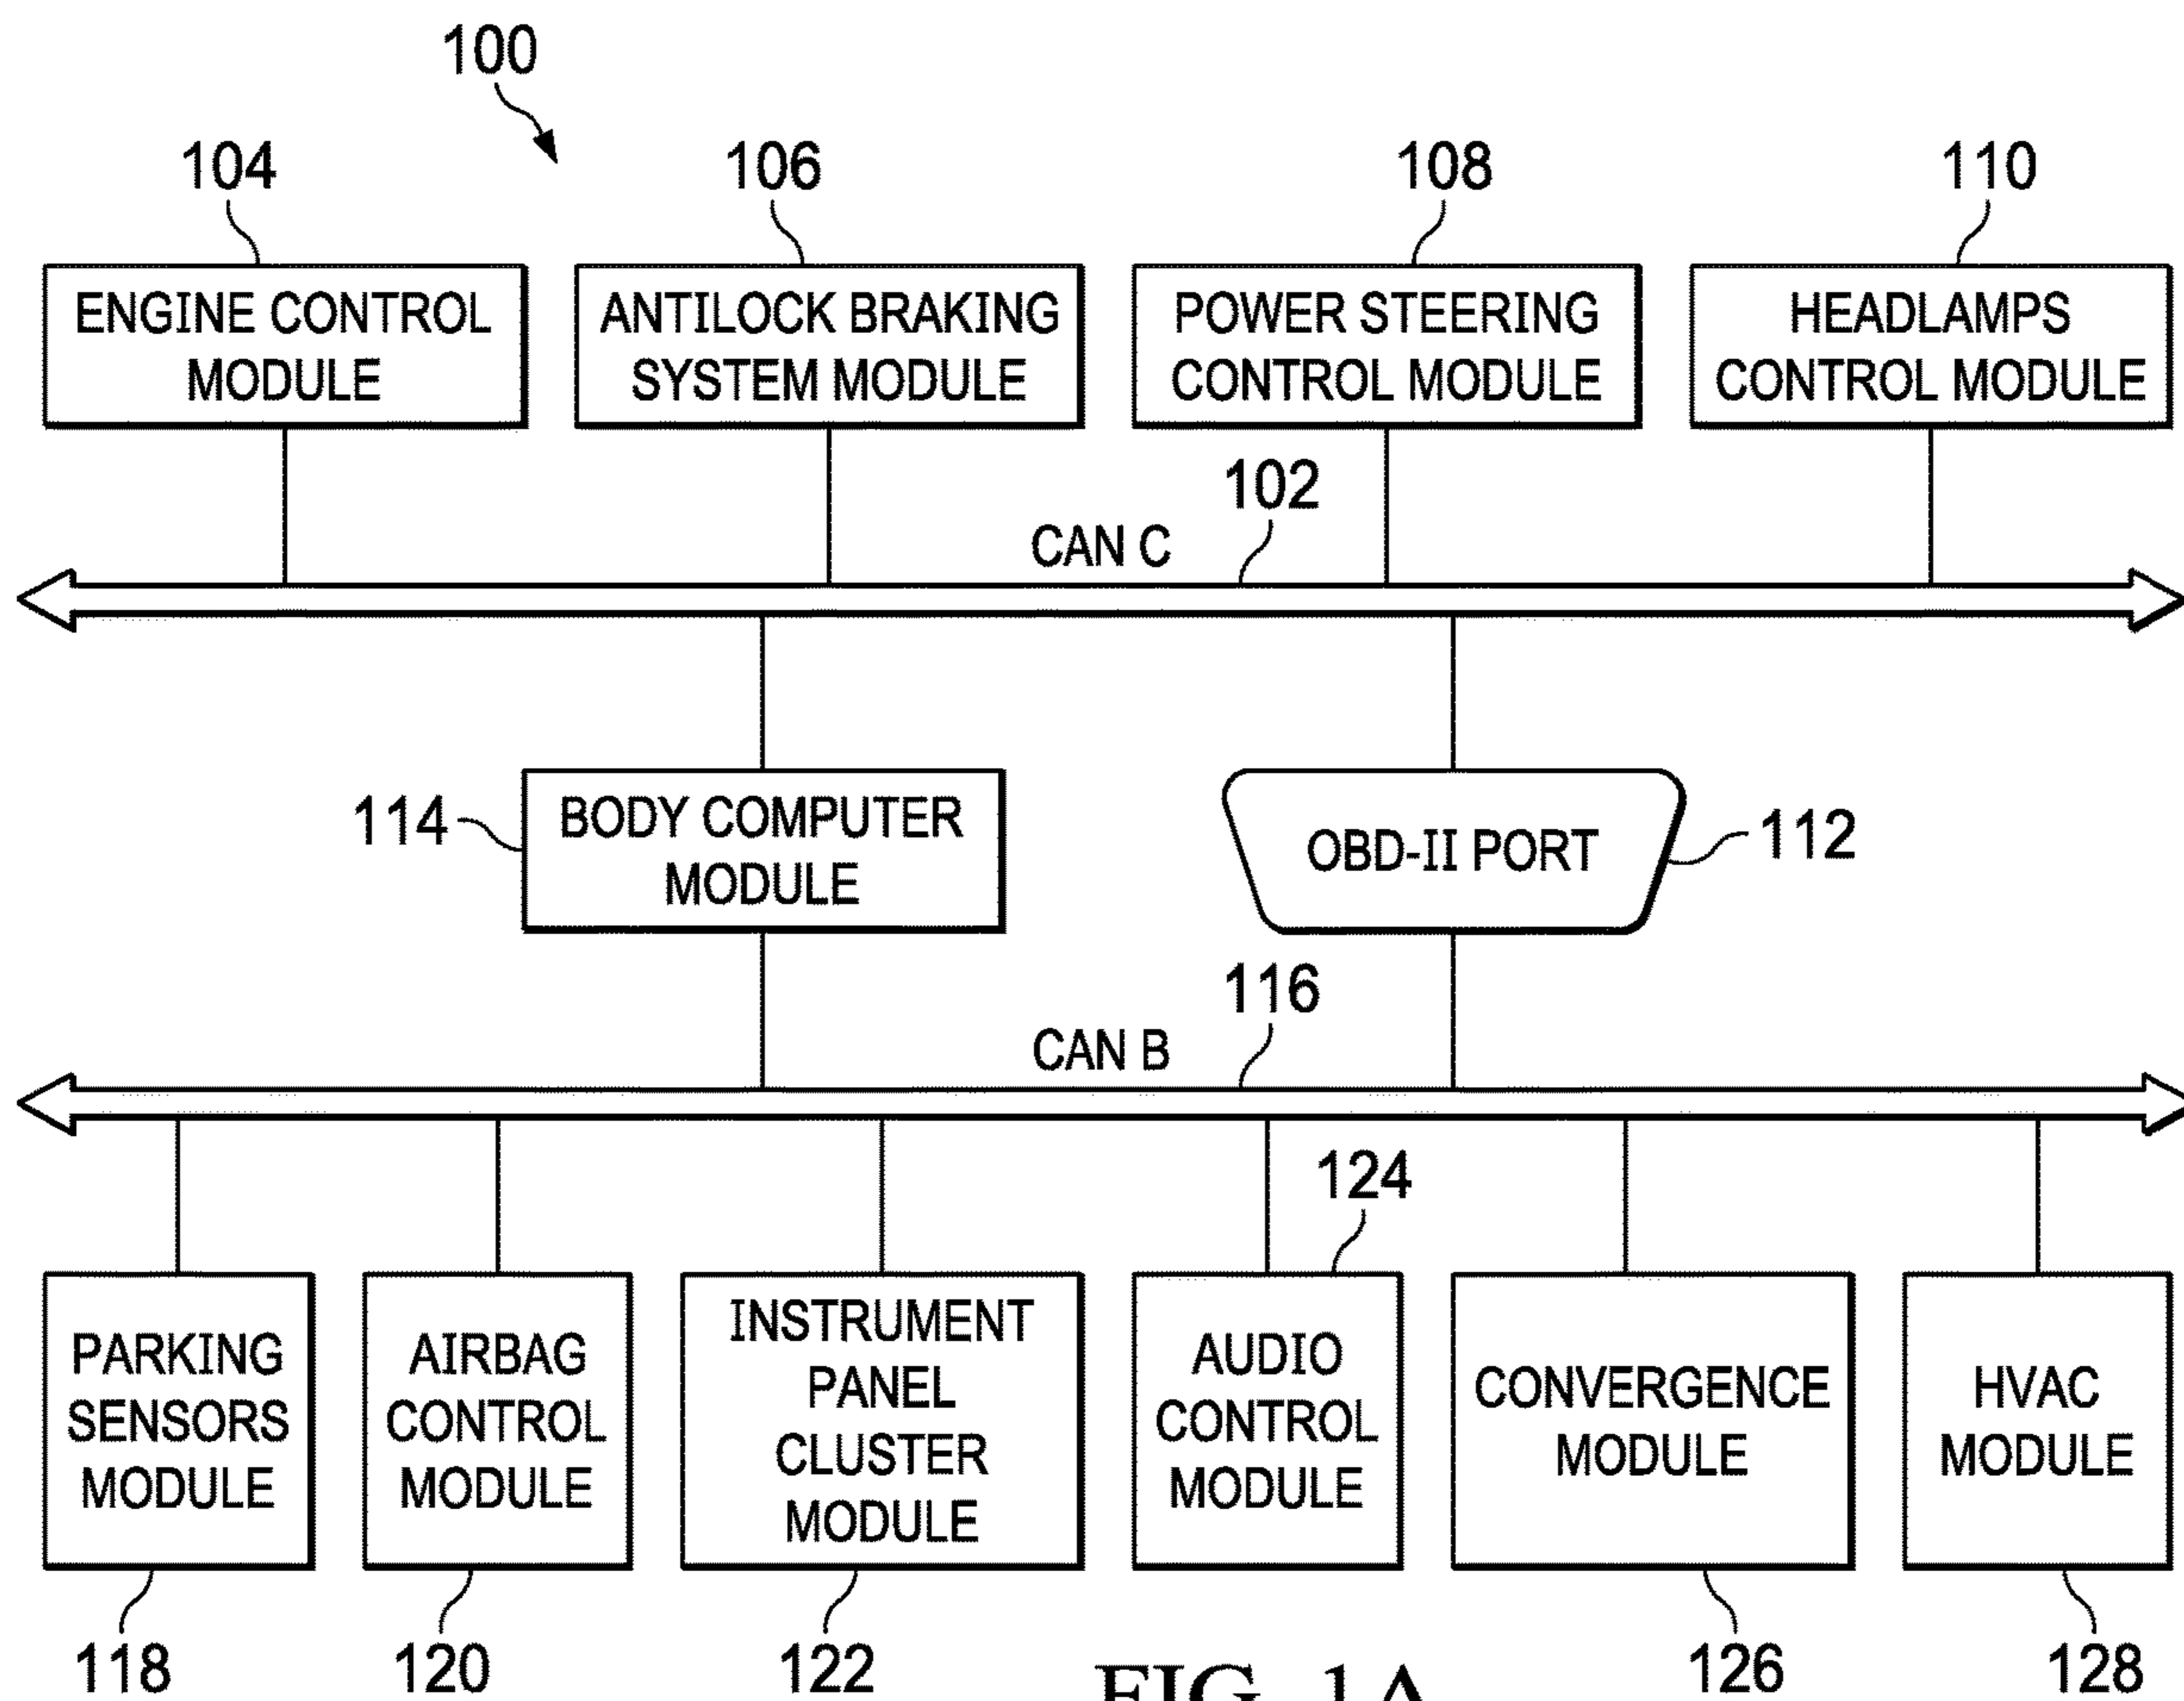 100
104
106
108
110
ENGINE CONTROL
MODULE
ANTILOCK BRAKING
SYSTEM MODULE
POWER STEERING
CONTROL MODULE
HEADLAMPS
CONTROL MODULE
102
CAN C
114
BODY COMPUTER
MODULE
OBD-II PORT
112
116
CAN B
124
PARKING
SENSORS
MODULE
AIRBAG
CONTROL
MODULE
INSTRUMENT
PANEL
CLUSTER
MODULE
AUDIO
CONTROL
MODULE
CONVERGENCE
MODULE
HVAC
MODULE
118
120
122
126
128
FIG. 1A